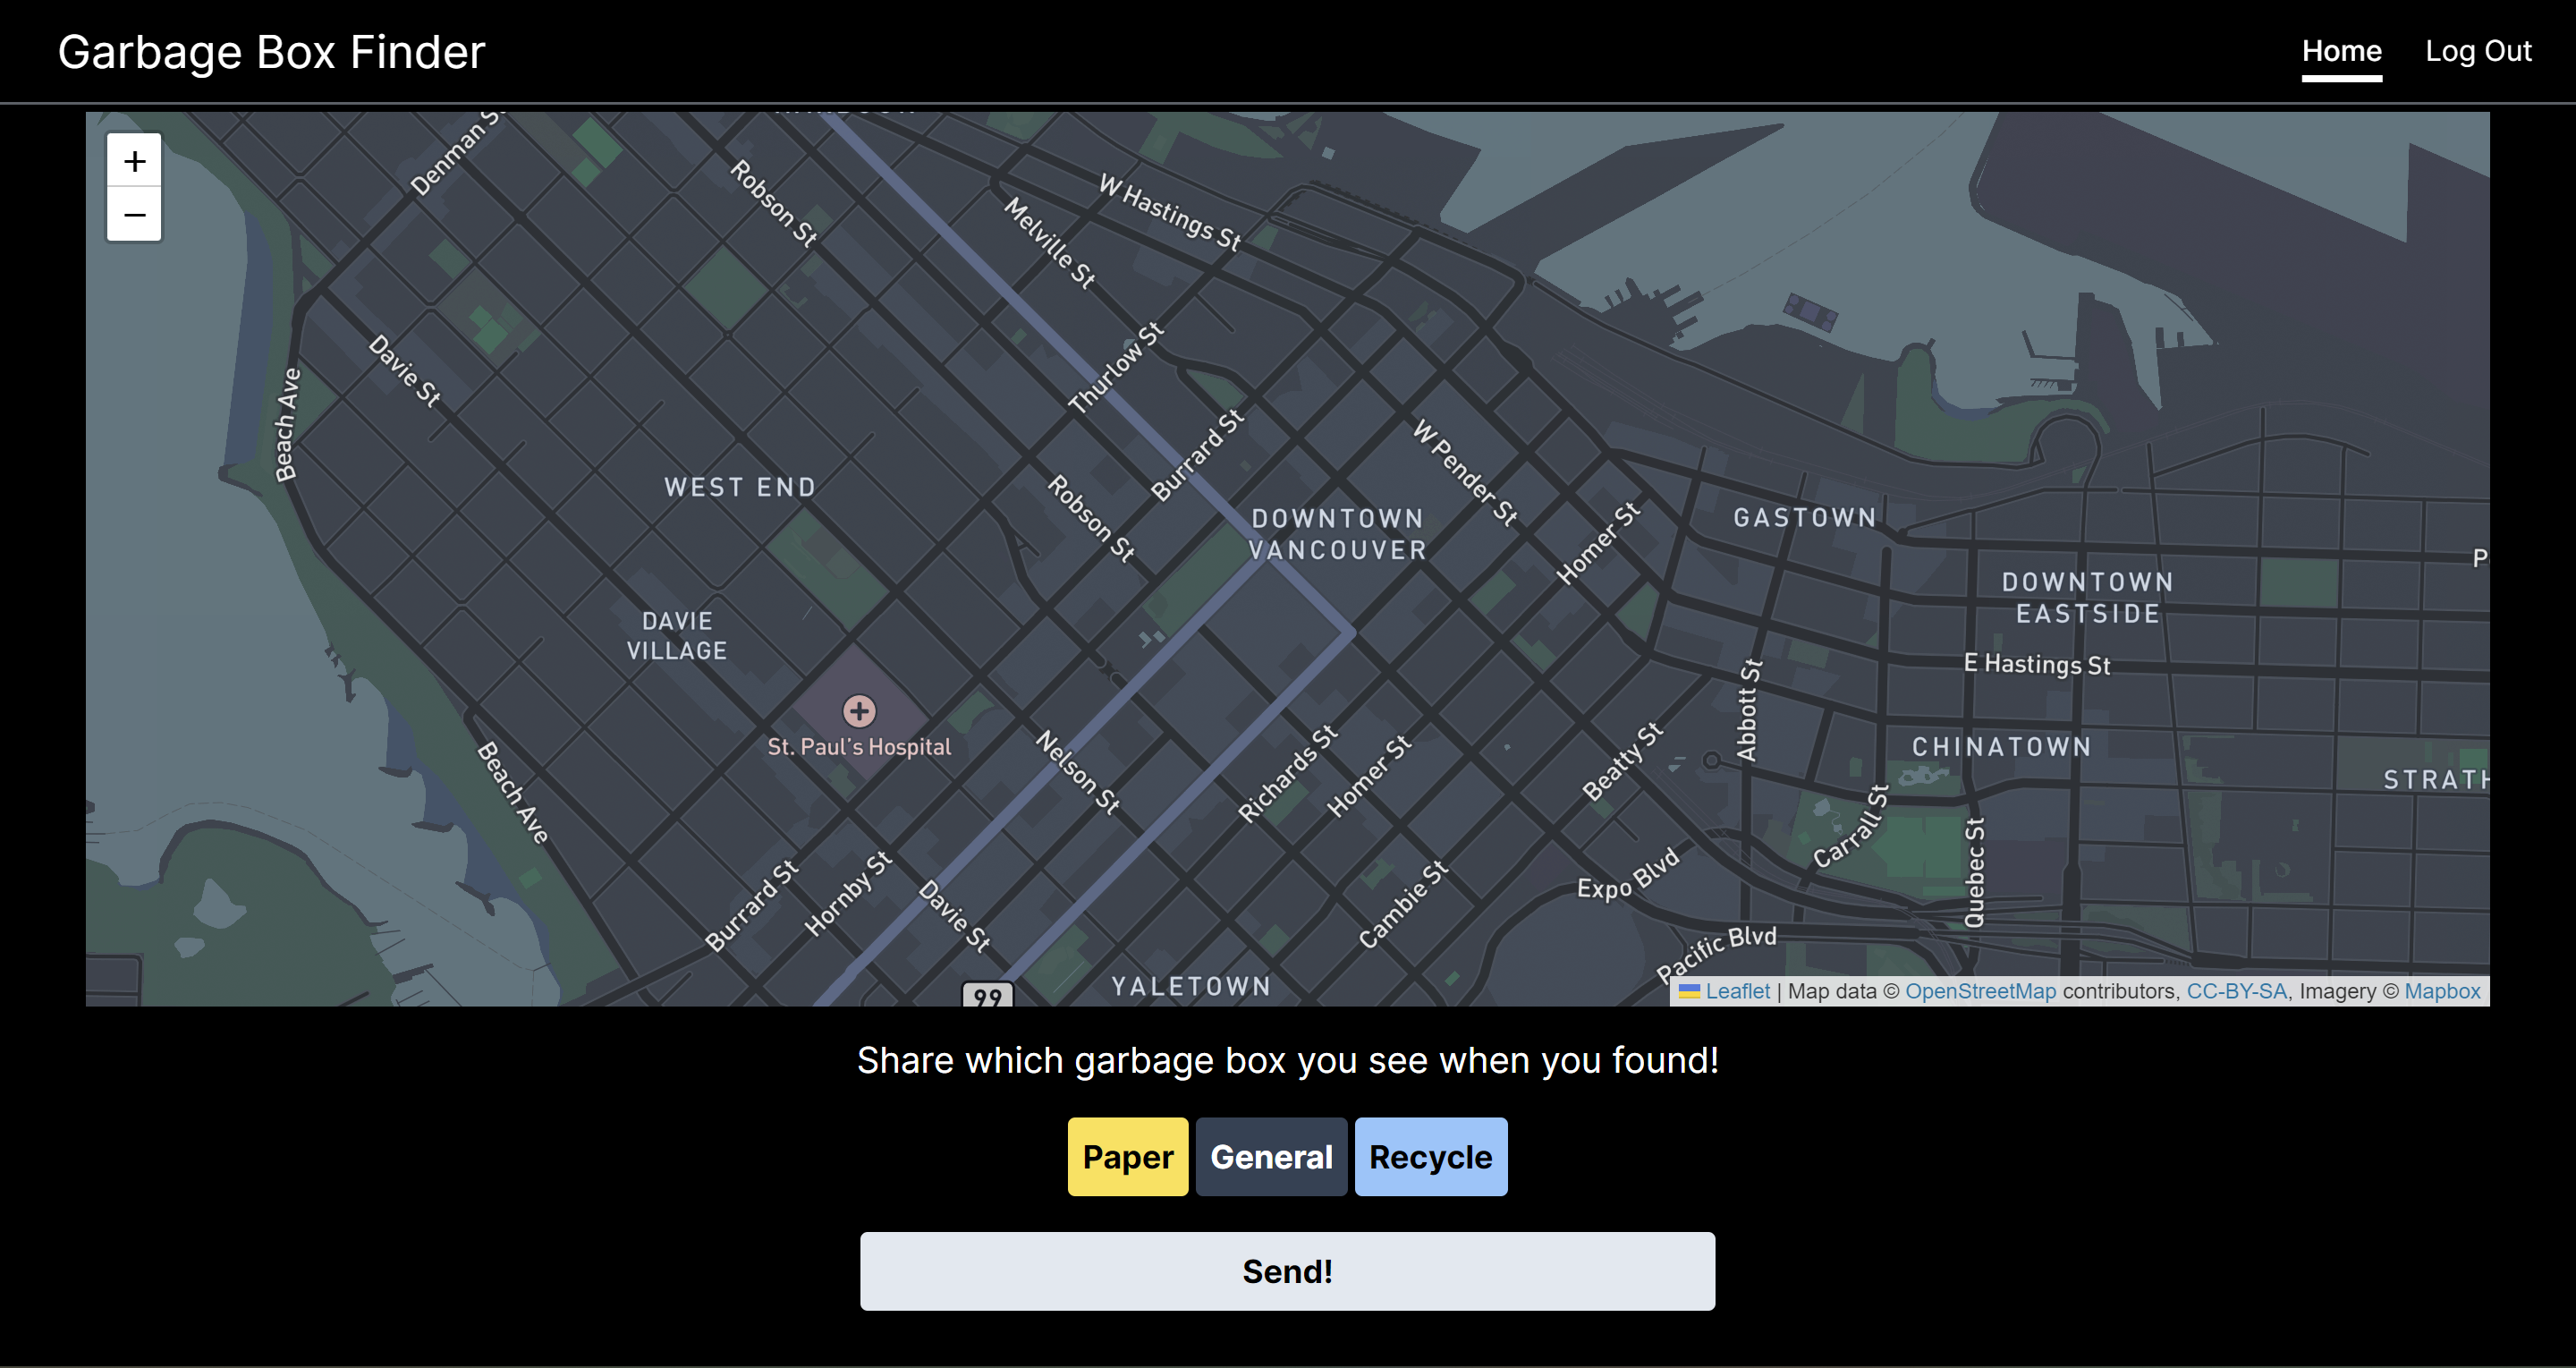 Garbage Box Finder
Home
Log Out
+
−
Denman St
Robson St
Melville St
W Hastings St
Thurlow St
Davie St
Beach Ave
Burrard St
W Pender St
WEST END
Robson St
DOWNTOWN
VANCOUVER
Homer St
GASTOWN
DOWNTOWN
EASTSIDE
DAVIE
VILLAGE
E Hastings St
Abbott St
St. Paul's Hospital
Nelson St
Richards St
Homer St
Beatty St
CHINATOWN
STRATH
Beach Ave
Carrall St
Quebec St
Burrard St
Hornby St
Davie St
Cambie St
Expo Blvd
Pacific Blvd
YALETOWN
99
Leaflet | Map data © OpenStreetMap contributors, CC-BY-SA, Imagery © Mapbox
Share which garbage box you see when you found!
Paper
General
Recycle
Send!